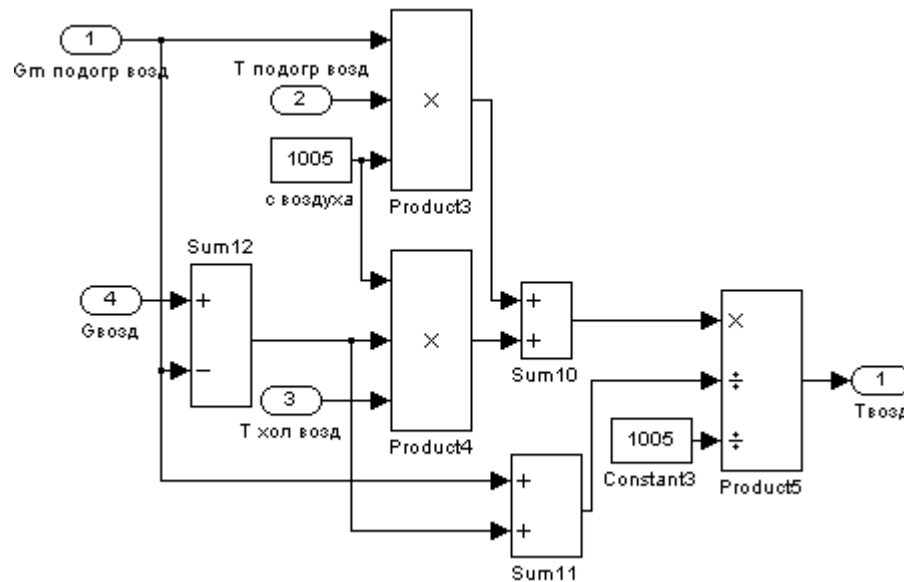 1
Gm подогр возд
T подогр возд
2
×
1005
с воздуха
Product3
Sum12
4
+
Gвозд
−
3
T хол возд
×
Product4
+
+
Sum10
×
÷
1005
÷
Constant3
Product5
1
Tвозд
+
+
Sum11